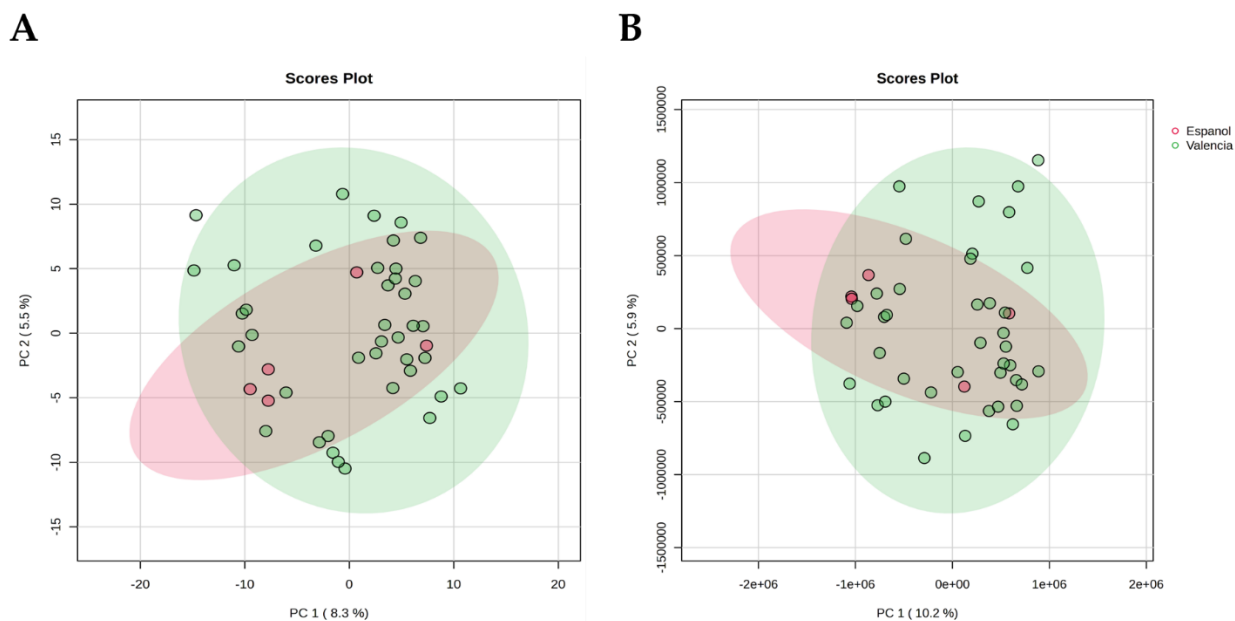 A
B
Scores Plot
15
10
5
0
-5
-10
-15
PC 2 ( 5.5 %)
-20
-10
0
10
20
PC 1 ( 8.3 %)
Scores Plot
1500000
1000000
500000
0
-500000
-1000000
-1500000
PC 2 ( 5.9 %)
-2e+06
-1e+06
0e+00
1e+06
2e+06
PC 1 ( 10.2 %)
Espanol
Valencia